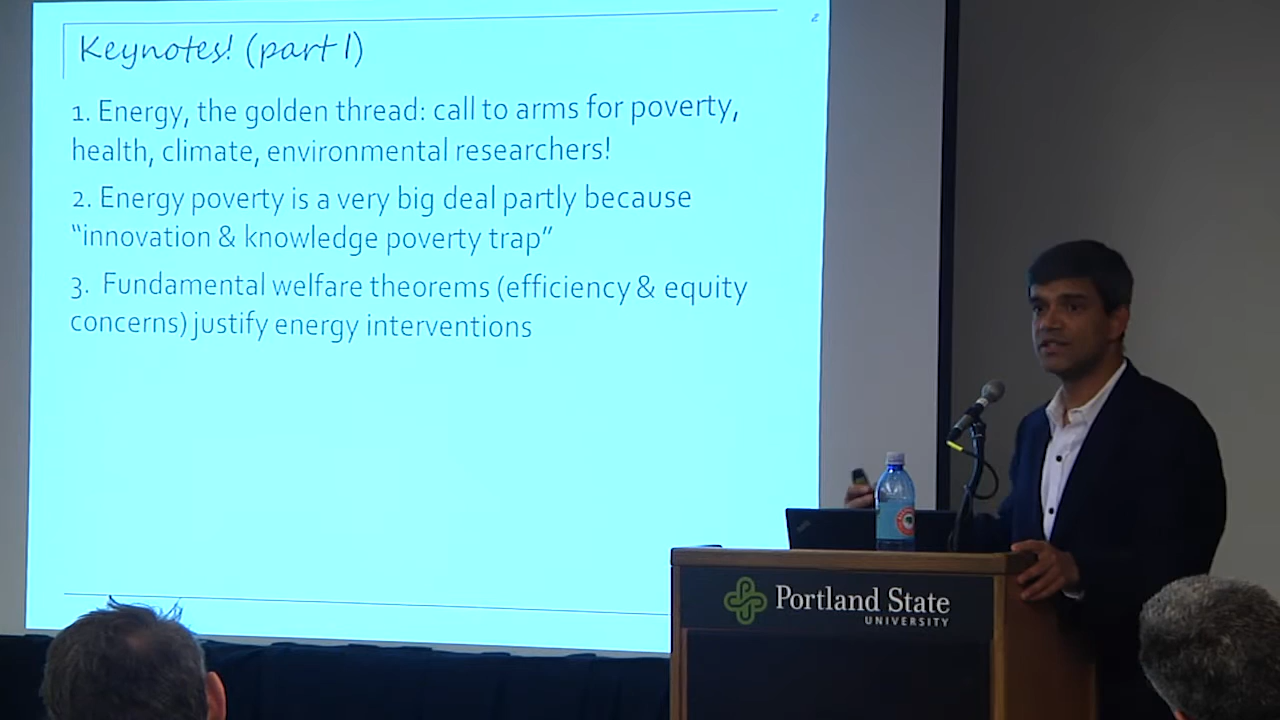 2
Keynotes! (part I)
1. Energy, the golden thread: call to arms for poverty,
health, climate, environmental researchers!
2. Energy poverty is a very big deal partly because
“innovation & knowledge poverty trap”
3. Fundamental welfare theorems (efficiency & equity
concerns) justify energy interventions
Portland State
UNIVERSITY